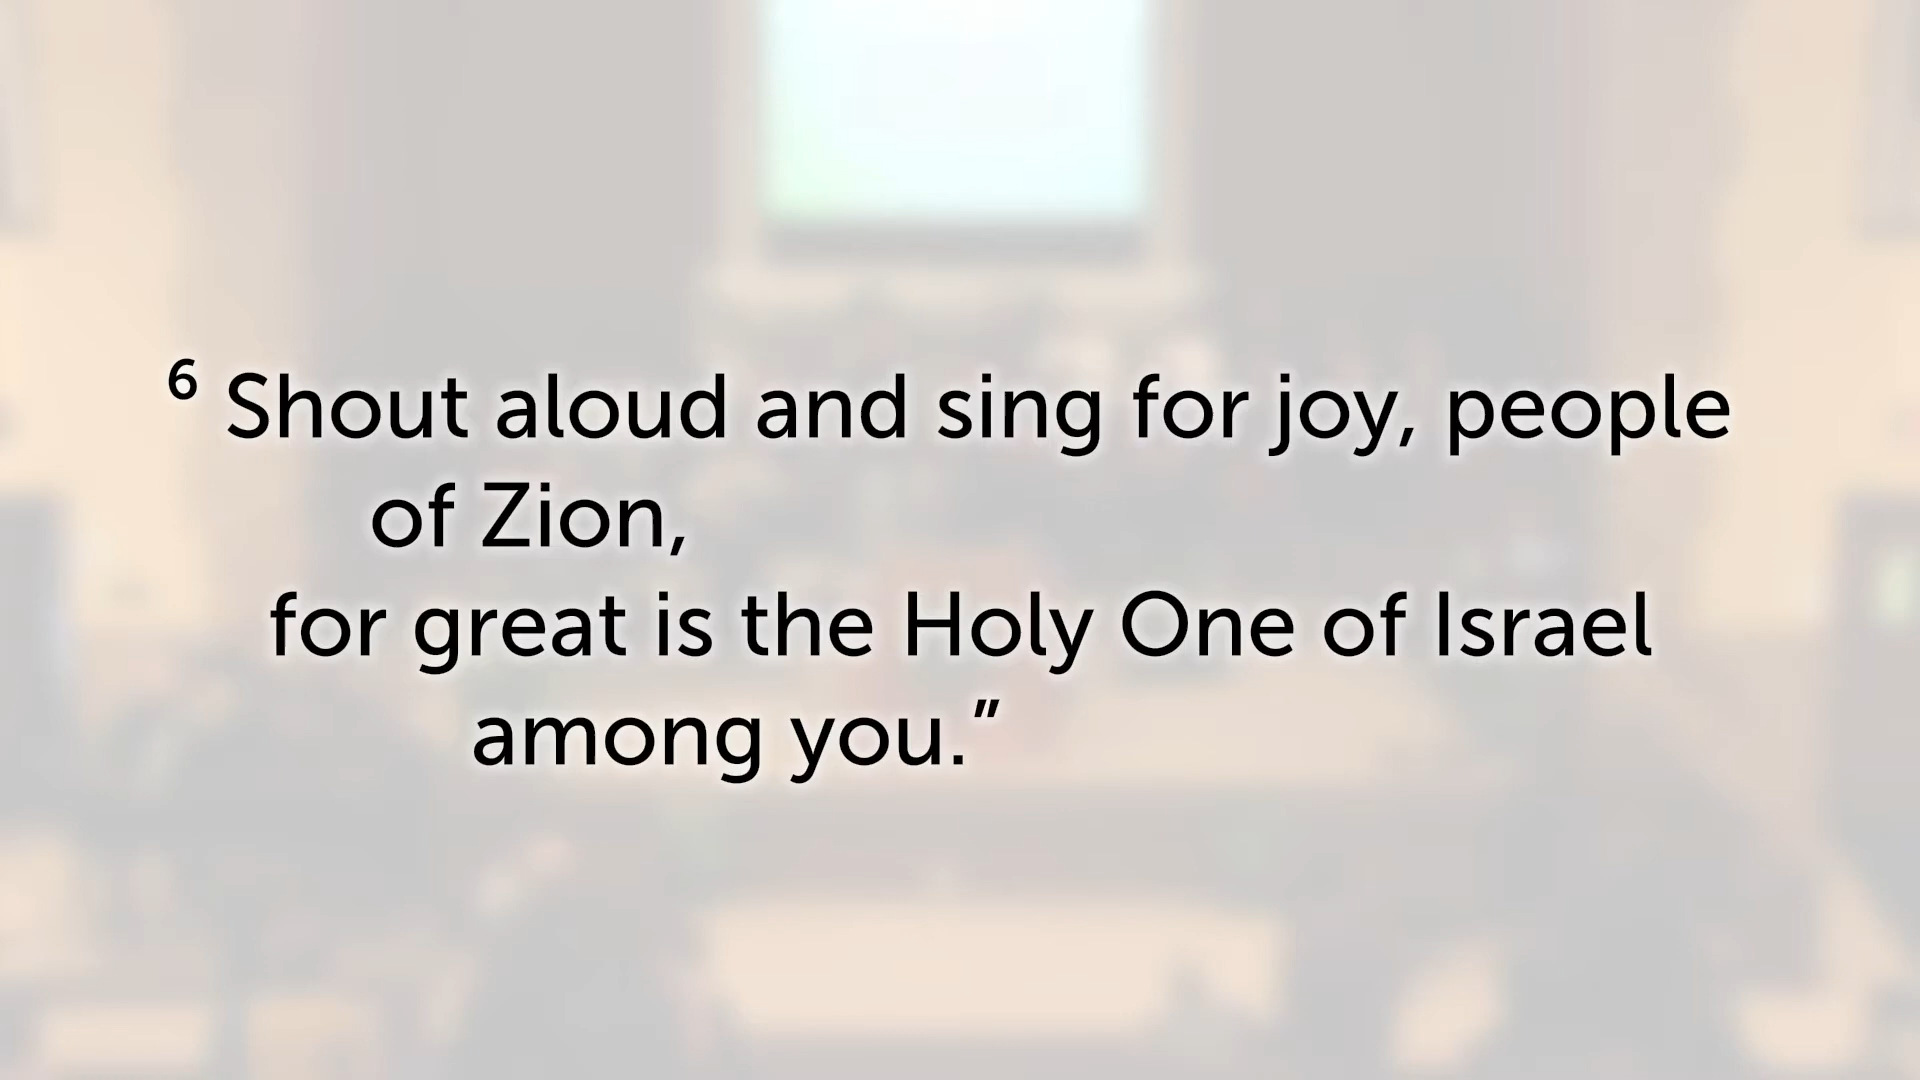 ⁶ Shout aloud and sing for joy, people
of Zion,
for great is the Holy One of Israel
among you.”